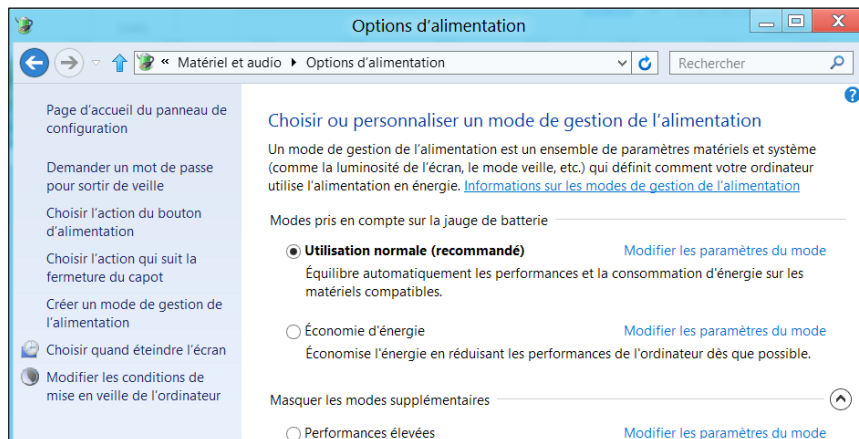 Options d'alimentation
« Matériel et audio ▸ Options d'alimentation
Rechercher
Page d'accueil du panneau de
configuration
Demander un mot de passe
pour sortir de veille
Choisir l'action du bouton
d'alimentation
Choisir l'action qui suit la
fermeture du capot
Créer un mode de gestion de
l'alimentation
Choisir quand éteindre l'écran
Modifier les conditions de
mise en veille de l'ordinateur
Choisir ou personnaliser un mode de gestion de l'alimentation
Un mode de gestion de l'alimentation est un ensemble de paramètres matériels et système
(comme la luminosité de l'écran, le mode veille, etc.) qui définit comment votre ordinateur
utilise l'alimentation en énergie. Informations sur les modes de gestion de l'alimentation
Modes pris en compte sur la jauge de batterie
Utilisation normale (recommandé) Modifier les paramètres du mode
Équilibre automatiquement les performances et la consommation d'énergie sur les
matériels compatibles.
Économie d'énergie Modifier les paramètres du mode
Économise l'énergie en réduisant les performances de l'ordinateur dès que possible.
Masquer les modes supplémentaires
Performances élevées Modifier les paramètres du mode